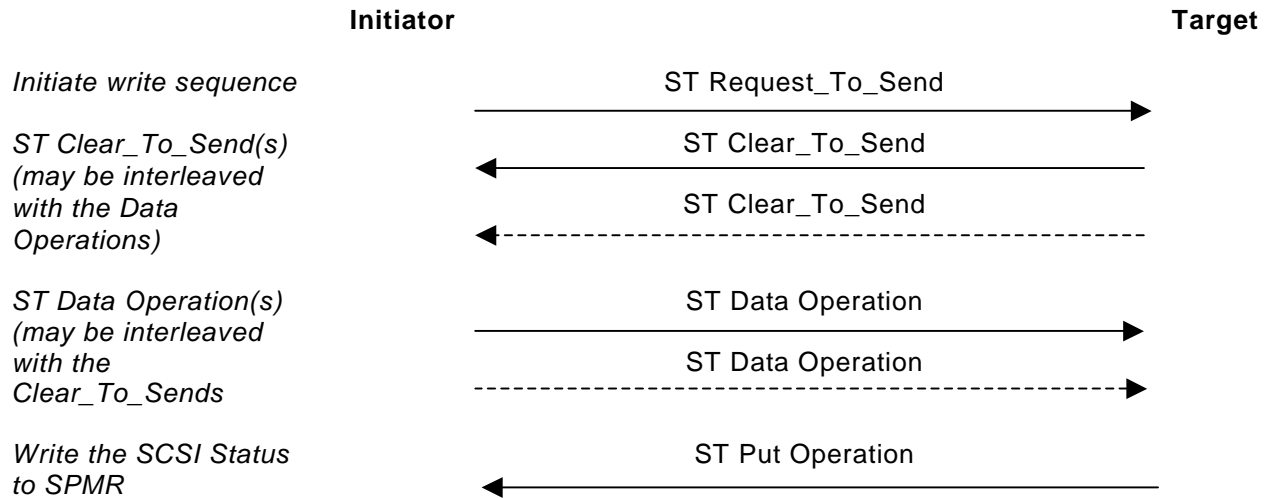 Initiator Target
Initiate write sequence
ST Request_To_Send
ST Clear_To_Send(s)
(may be interleaved
with the Data
Operations)
ST Clear_To_Send
ST Clear_To_Send
ST Data Operation(s)
(may be interleaved
with the
Clear_To_Sends
ST Data Operation
ST Data Operation
Write the SCSI Status
to SPMR
ST Put Operation